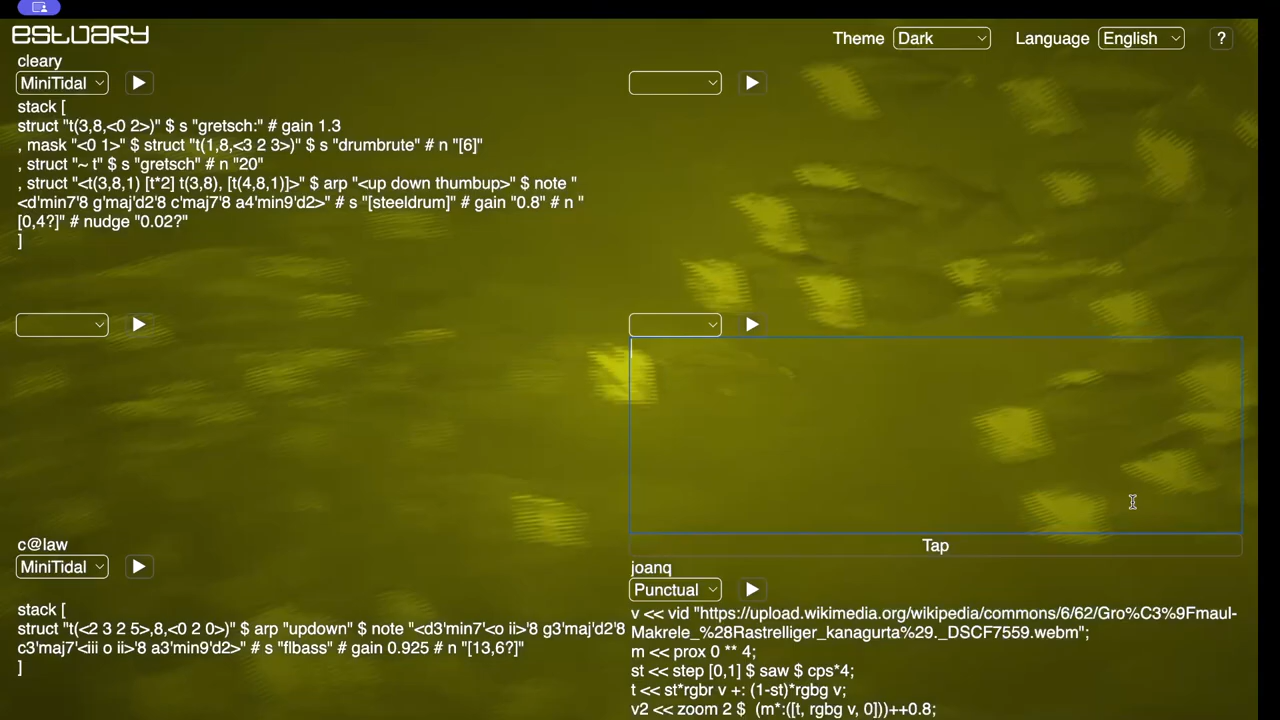 estuary
Theme Dark Language English ?
cleary
MiniTidal
stack [
struct "t(3,8,<0 2>)" $ s "gretsch:" # gain 1.3
, mask "<0 1>" $ struct "t(1,8,<3 2 3>)" $ s "drumbrute" # n "[6]"
, struct "~ t" $ s "gretsch" # n "20"
, struct "<t(3,8,1) [t*2] t(3,8), [t(4,8,1)]>" $ arp "<up down thumbup>" $ note "
<d'min7'8 g'maj'd2'8 c'maj7'8 a4'min9'd2>" # s "[steeldrum]" # gain "0.8" # n "
[0,4?]" # nudge "0.02?"
]
c@law
MiniTidal
stack [
struct "t(<2 3 2 5>,8,<0 2 0>)" $ arp "updown" $ note "<d3'min7'<o ii>'8 g3'maj'd2'8
c3'maj7'<iii o ii>'8 a3'min9'd2>" # s "flbass" # gain 0.925 # n "[13,6?]"
]
Tap
joanq
Punctual
v << vid "https://upload.wikimedia.org/wikipedia/commons/6/62/Gro%C3%9Fmaul-
Makrele_%28Rastrelliger_kanagurta%29._DSCF7559.webm";
m << prox 0 ** 4;
st << step [0,1] $ saw $ cps*4;
t << st*rgbr v +: (1-st)*rgbg v;
v2 << zoom 2 $ (m*:([t, rgbg v, 0]))++0.8;